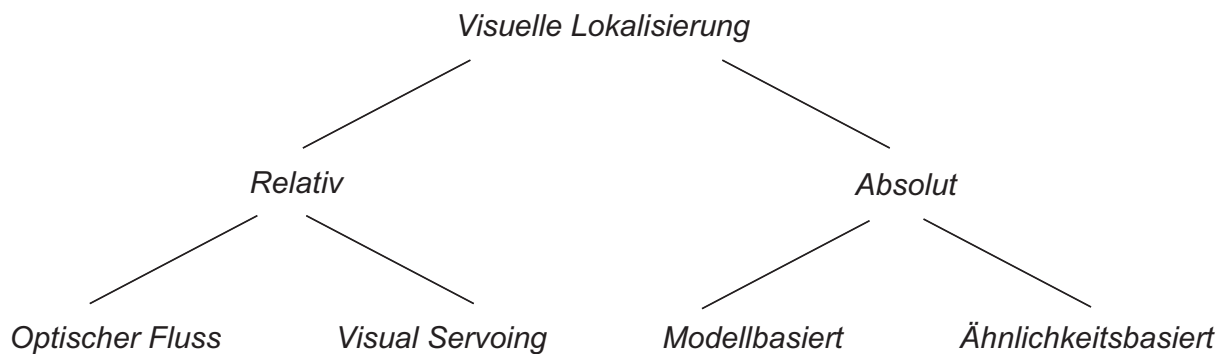 Visuelle Lokalisierung
Relativ
Absolut
Optischer Fluss
Visual Servoing
Modellbasiert
Ähnlichkeitsbasiert